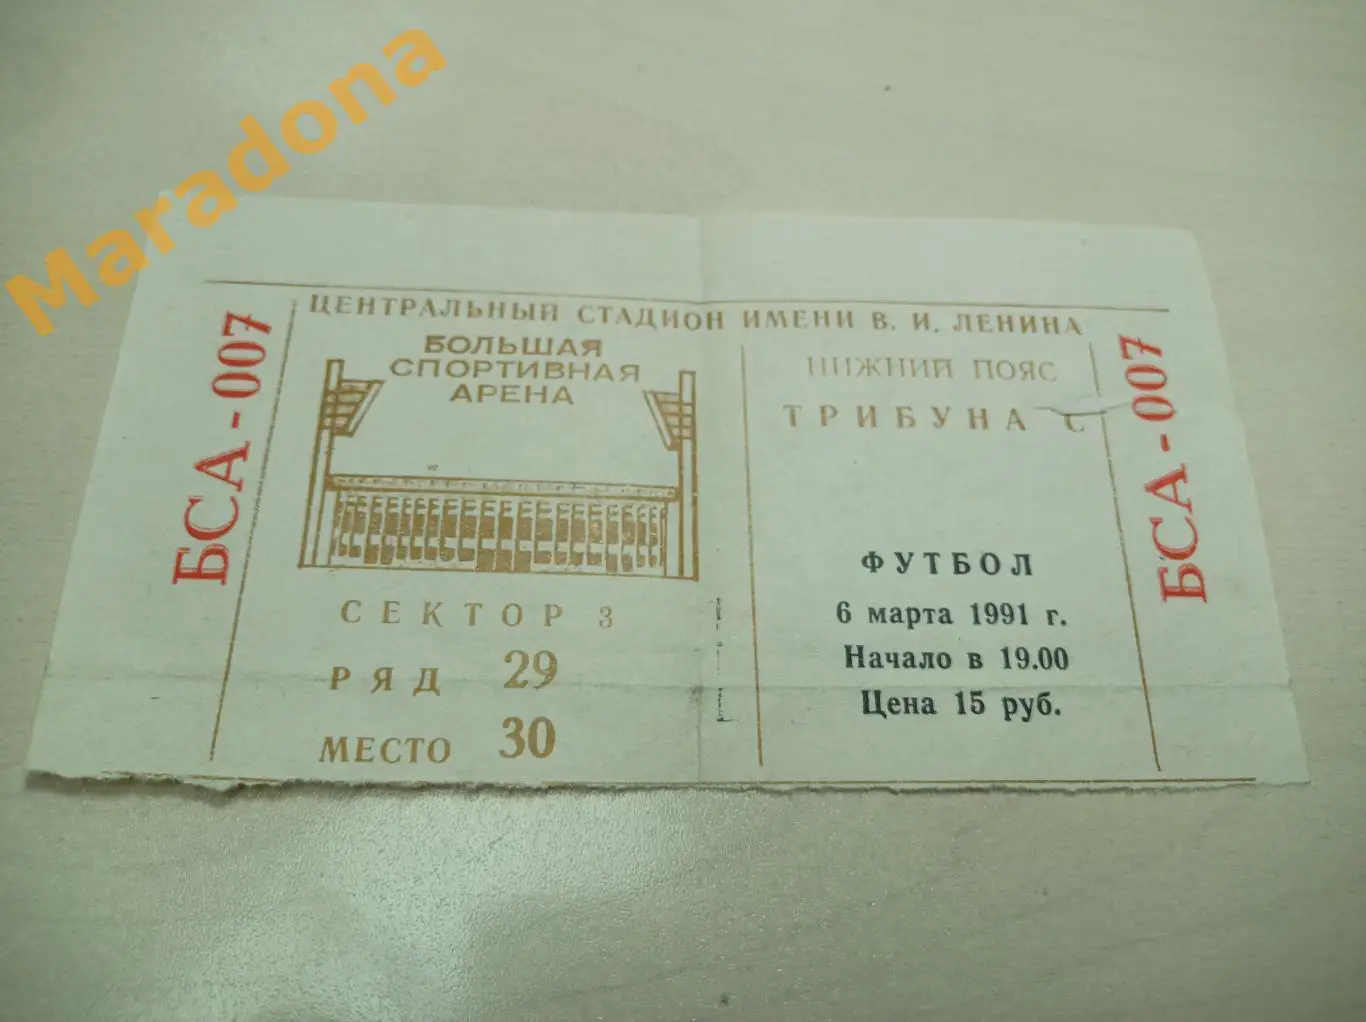 Maradona
ЦЕНТРАЛЬНЫЙ СТАДИОН ИМЕНИ В. И. ЛЕНИНА
БСА - 007
БОЛЬШАЯ
СПОРТИВНАЯ
АРЕНА
СЕКТОР 3
РЯД 29
МЕСТО 30
НИЖНИЙ ПОЯС
ТРИБУНА С
ФУТБОЛ
6 марта 1991 г.
Начало в 19.00
Цена 15 руб.
БСА - 007